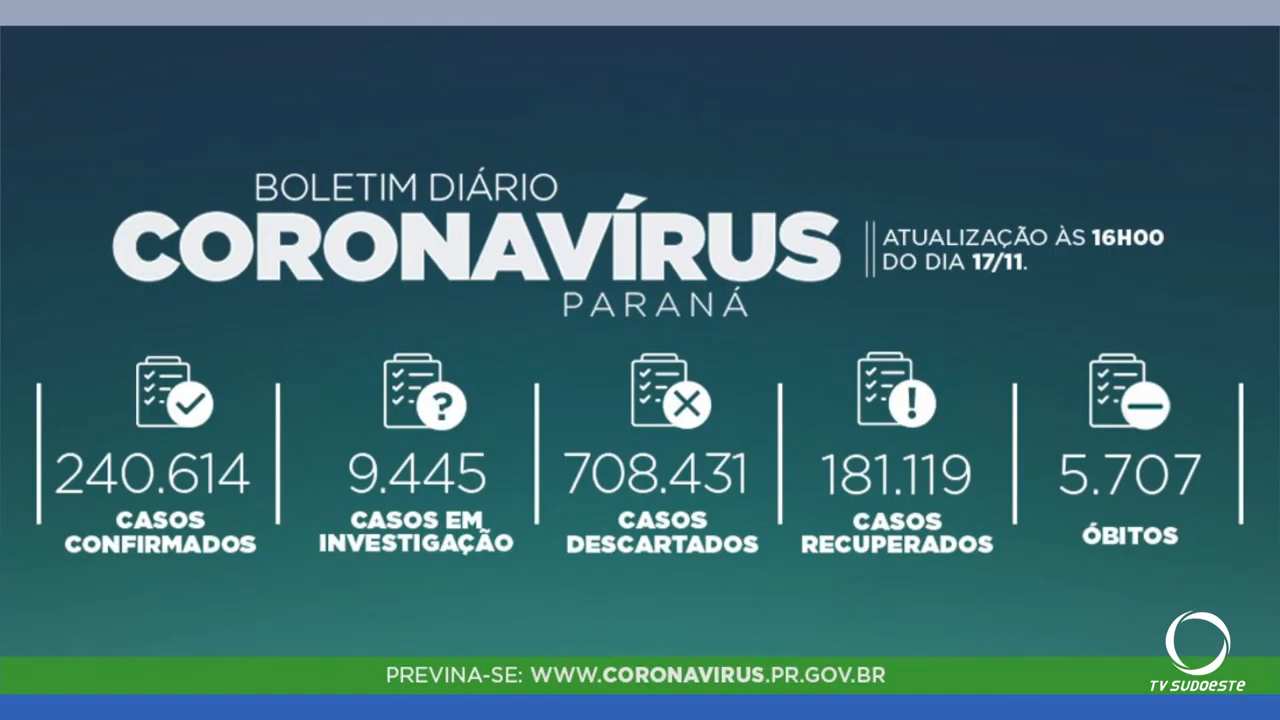 BOLETIM DIÁRIO
CORONAVÍRUS
PARANÁ
ATUALIZAÇÃO ÀS 16H00
DO DIA 17/11.
240.614
CASOS
CONFIRMADOS
9.445
CASOS EM
INVESTIGAÇÃO
708.431
CASOS
DESCARTADOS
181.119
CASOS
RECUPERADOS
5.707
ÓBITOS
PREVINA-SE: WWW.CORONAVIRUS.PR.GOV.BR
TV SUDOESTE